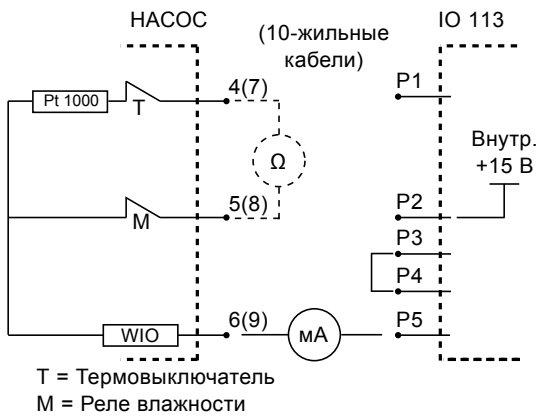 НАСОС
(10-жильные
кабели)
IO 113
Pt 1000
T
4(7)
P1
Ω
Внутр.
+15 В
M
5(8)
P2
P3
P4
WIO
6(9)
мА
P5
T = Термовыключатель
M = Реле влажности